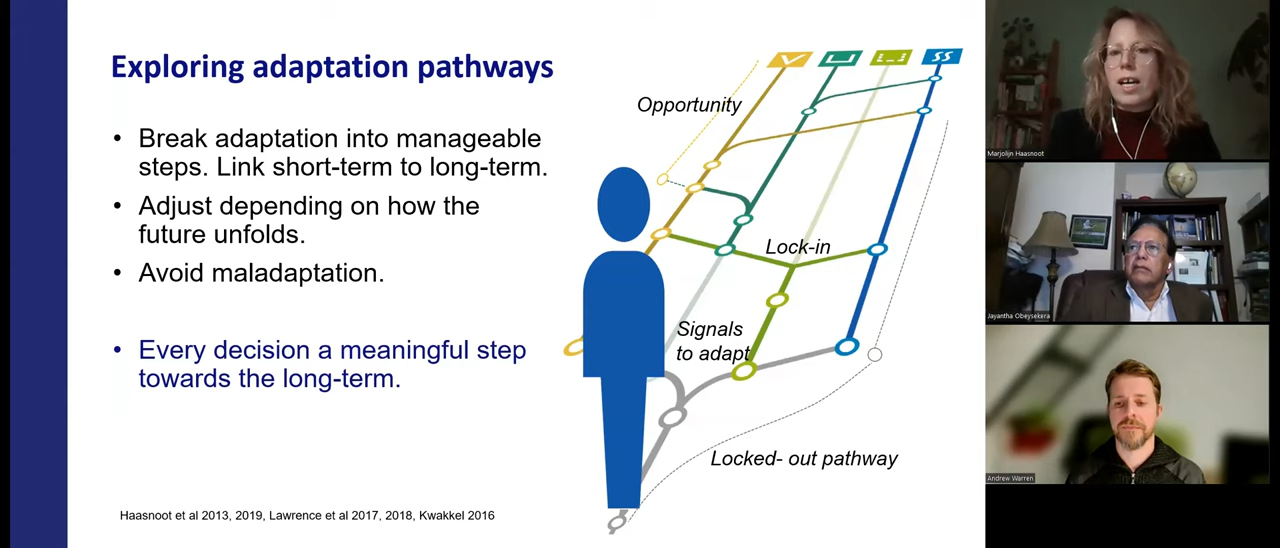 Exploring adaptation pathways
• Break adaptation into manageable
steps. Link short-term to long-term.
• Adjust depending on how the
future unfolds.
• Avoid maladaptation.
• Every decision a meaningful step
towards the long-term.
Haasnoot et al 2013, 2019, Lawrence et al 2017, 2018, Kwakkel 2016
Opportunity
Lock-in
Signals
to adapt
Locked- out pathway
Marjolijn Haasnoot
Jayantha Obeysekera
Andrew Warren